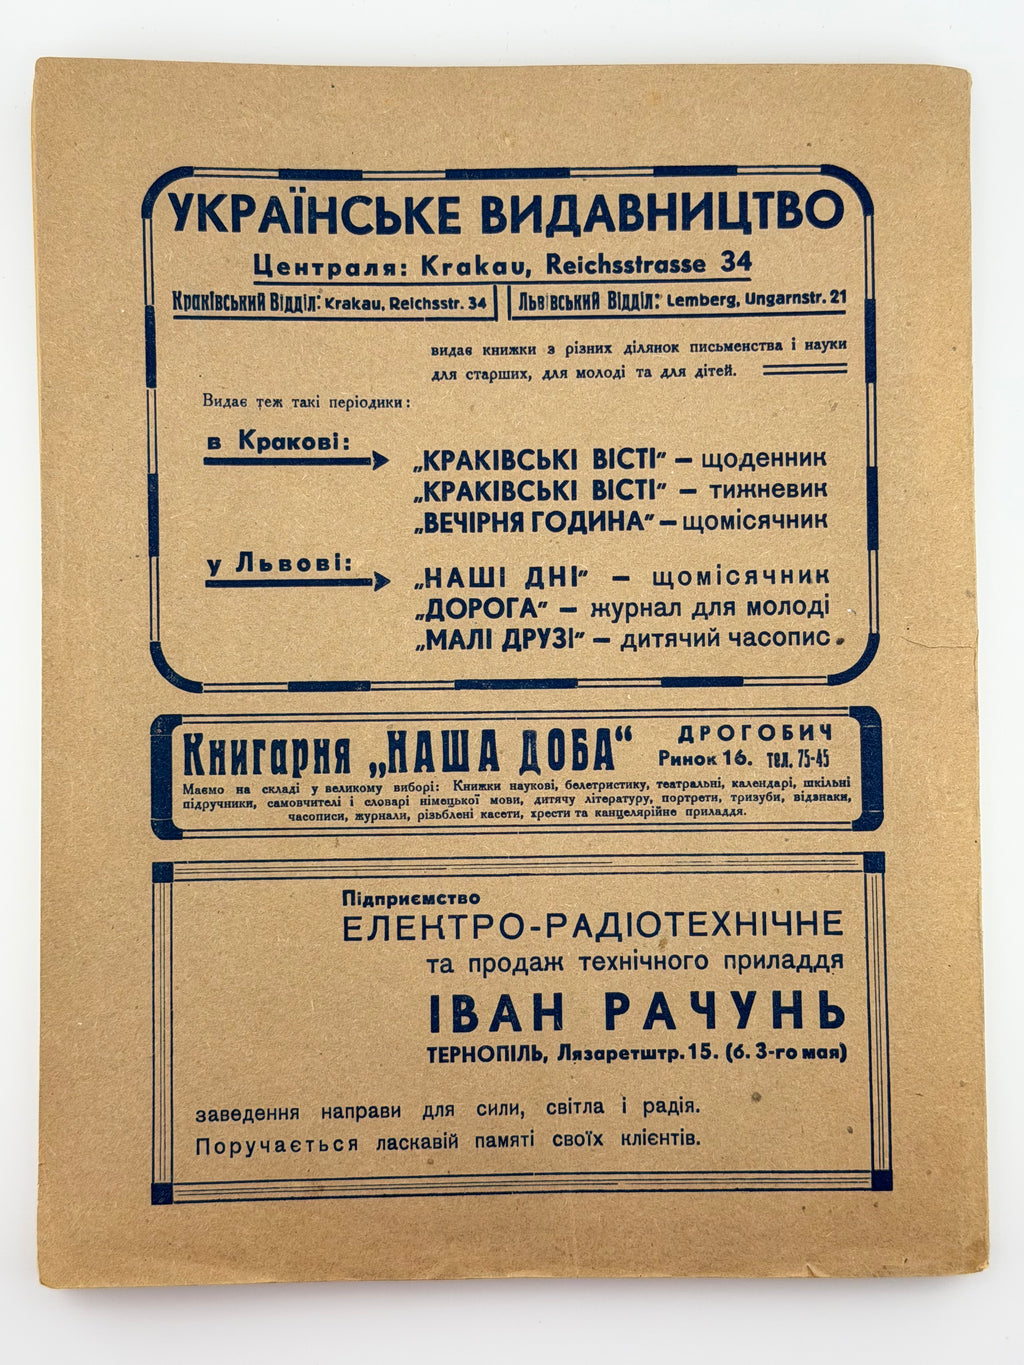 УКРАЇНСЬКЕ ВИДАВНИЦТВО
Централя: Krakau, Reichsstrasse 34
Краківський Відділ: Krakau, Reichsstr. 34
Львівський Відділ: Lemberg, Ungarnstr. 21
видає книжки з різних ділянок письменства і науки
для старших, для молоді та для дітей.
Видає теж такі періодики:
в Кракові:
„КРАКІВСЬКІ ВІСТІ" – щоденник
„КРАКІВСЬКІ ВІСТІ" – тижневик
„ВЕЧІРНЯ ГОДИНА" – щомісячник
у Львові:
„НАШІ ДНІ" – щомісячник
„ДОРОГА" – журнал для молоді
„МАЛІ ДРУЗІ" – дитячий часопис.
Книгарня „НАША ДОБА"
ДРОГОБИЧ
Ринок 16. тел. 75-45
Маємо на складі у великому виборі: Книжки наукові, белетристику, театральні, календарі, шкільні
підручники, самовчителі і словарі німецької мови, дитячу літературу, портрети, тризуби, відзнаки,
часописи, журнали, різьблені касети, хрести та канцелярійне приладдя.
Підприємство
ЕЛЕКТРО-РАДІОТЕХНІЧНЕ
та продаж технічного приладдя
ІВАН РАЧУНЬ
ТЕРНОПІЛЬ, Лязаретштр. 15. (б. 3-го мая)
заведення направи для сили, світла і радія.
Поручається ласкавій памяті своїх клієнтів.